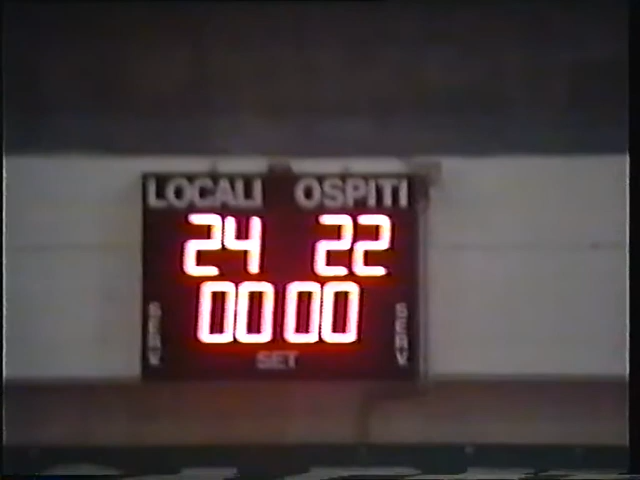 LOCALI OSPITI
24 22
00 00
SERV SERV
SET